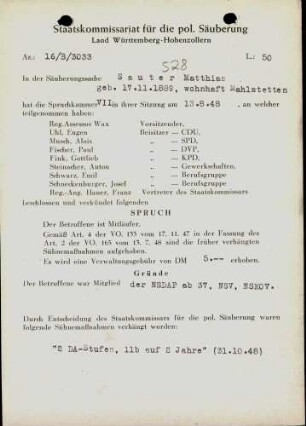 Staatskommissariat für die pol. Säuberung
Land Württemberg-Hohenzollern
Az.: 16/3/3033
L.: 50
528
In der Säuberungssache Sauter Matthias
geb. 17.11.1889, wohnhaft Mahlstetten
hat die Spruchkammer VII in ihrer Sitzung am 13.8.48, an welcher
teilgenommen haben:
Reg.Assessor Wax Vorsitzender,
Uhl, Eugen Beisitzer — CDU,
Musch, Alois „ — SPD,
Fischer, Paul „ — DVP,
Fink, Gottlieb „ — KPD,
Steinacher, Anton „ — Gewerkschaften,
Schwarz, Emil „ — Berufsgruppe
Schneckenburger, Josef „ — Berufsgruppe
Reg.-Ang. Hauser, Franz Vertreter des Staatskommissars
beschlossen und verkündet folgenden
SPRUCH
Der Betroffene ist Mitläufer.
Gemäß Art. 4 der VO. 133 vom 17. 11. 47 in der Fassung des
Art. 2 der VO. 165 vom 13. 7. 48 sind die früher verhängten
Sühnemaßnahmen aufgehoben.
Es wird eine Verwaltungsgebühr von DM 5.-- erhoben.
Gründe
Der Betroffene war Mitglied der NSDAP ab 37, NSV, NSKOV.
Durch Entscheidung des Staatskommissars für die pol. Säuberung waren
folgende Sühnemaßnahmen verhängt worden:
"2 DA-Stufen, 11b auf 2 Jahre" (31.10.46)